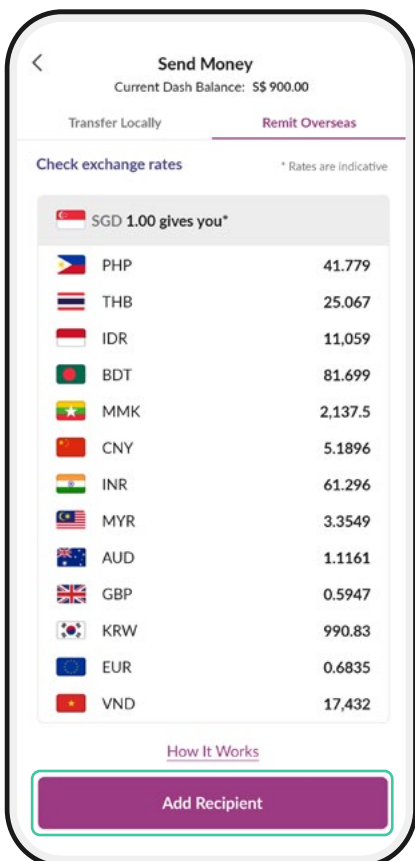 Send Money
Current Dash Balance: S$ 900.00
Transfer Locally Remit Overseas
Check exchange rates * Rates are indicative
SGD 1.00 gives you*
PHP 41.779
THB 25.067
IDR 11,059
BDT 81.699
MMK 2,137.5
CNY 5.1896
INR 61.296
MYR 3.3549
AUD 1.1161
GBP 0.5947
KRW 990.83
EUR 0.6835
VND 17,432
How It Works
Add Recipient